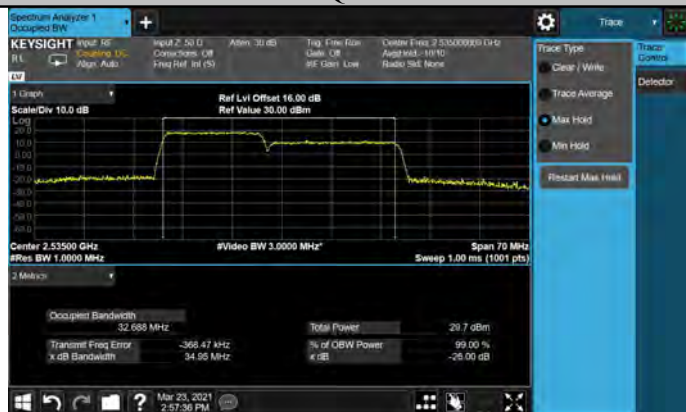 Spectrum Analyzer 1
Occupied BW
Trace
KEYSIGHT Input: RF
Coupling: DC
Align: Auto
Input Z: 50 Ω
Corrections: Off
Freq Ref: Int (S)
Atten: 30 dB
Trig: Free Run
Gate: Off
#IF Gain: Low
Center Freq: 2.535000000 GHz
Avg|Hold: 10/10
Radio Std: None
LV
1 Graph
Scale/Div 10.0 dB
Ref Lvl Offset 16.00 dB
Ref Value 30.00 dBm
Log
20.0
10.0
0.00
-10.0
-20.0
-30.0
-40.0
-50.0
-60.0
Center 2.53500 GHz
#Res BW 1.0000 MHz
#Video BW 3.0000 MHz*
Span 70 MHz
Sweep 1.00 ms (1001 pts)
2 Metrics
Occupied Bandwidth
32.688 MHz
Total Power 29.7 dBm
Transmit Freq Error -368.47 kHz
% of OBW Power 99.00 %
x dB Bandwidth 34.95 MHz
x dB -26.00 dB
Mar 23, 2021
2:57:36 PM
Trace Type
Clear / Write
Trace Average
Max Hold
Min Hold
Restart Max Hold
Trace
Control
Detector